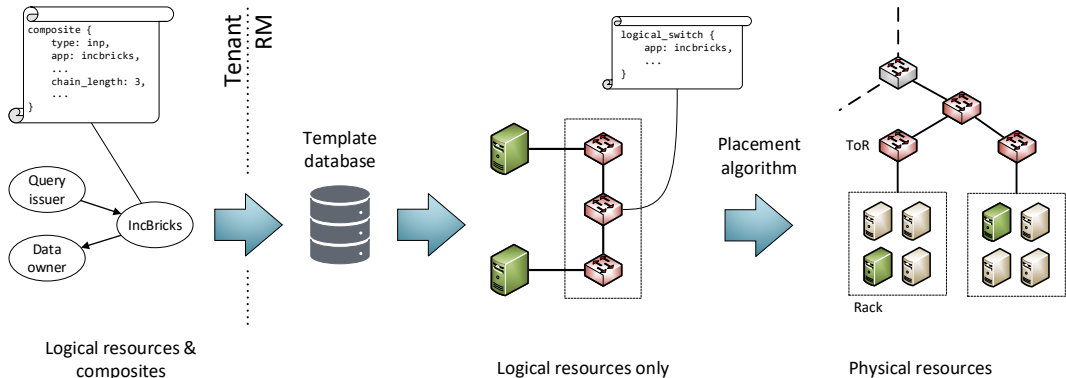 composite {
type: inp,
app: incbricks,
...
chain_length: 3,
...
}
Tenant
RM
logical_switch {
app: incbricks,
...
}
Query
issuer
IncBricks
Data
owner
Template
database
Placement
algorithm
ToR
Rack
Logical resources &
composites
Logical resources only
Physical resources